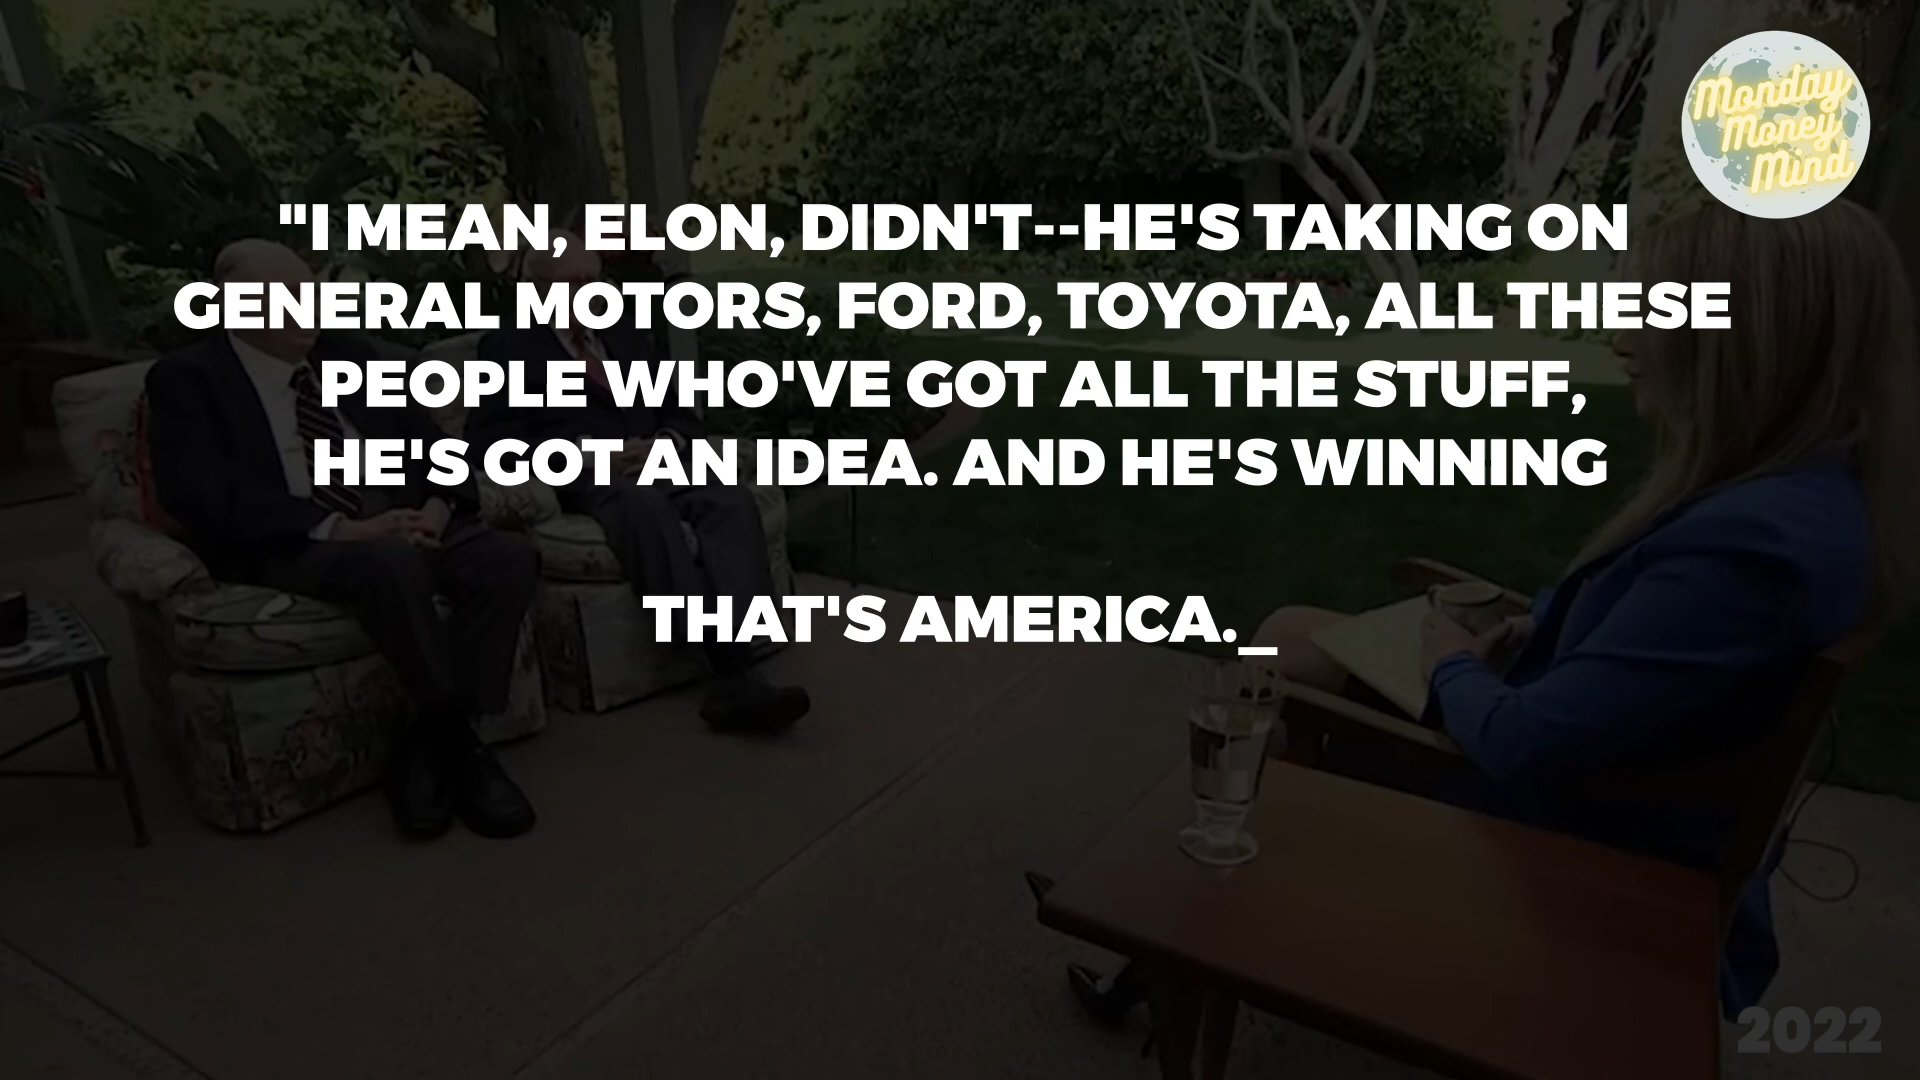 Monday
Money
Mind
"I MEAN, ELON, DIDN'T--HE'S TAKING ON
GENERAL MOTORS, FORD, TOYOTA, ALL THESE
PEOPLE WHO'VE GOT ALL THE STUFF,
HE'S GOT AN IDEA. AND HE'S WINNING
THAT'S AMERICA._
2022